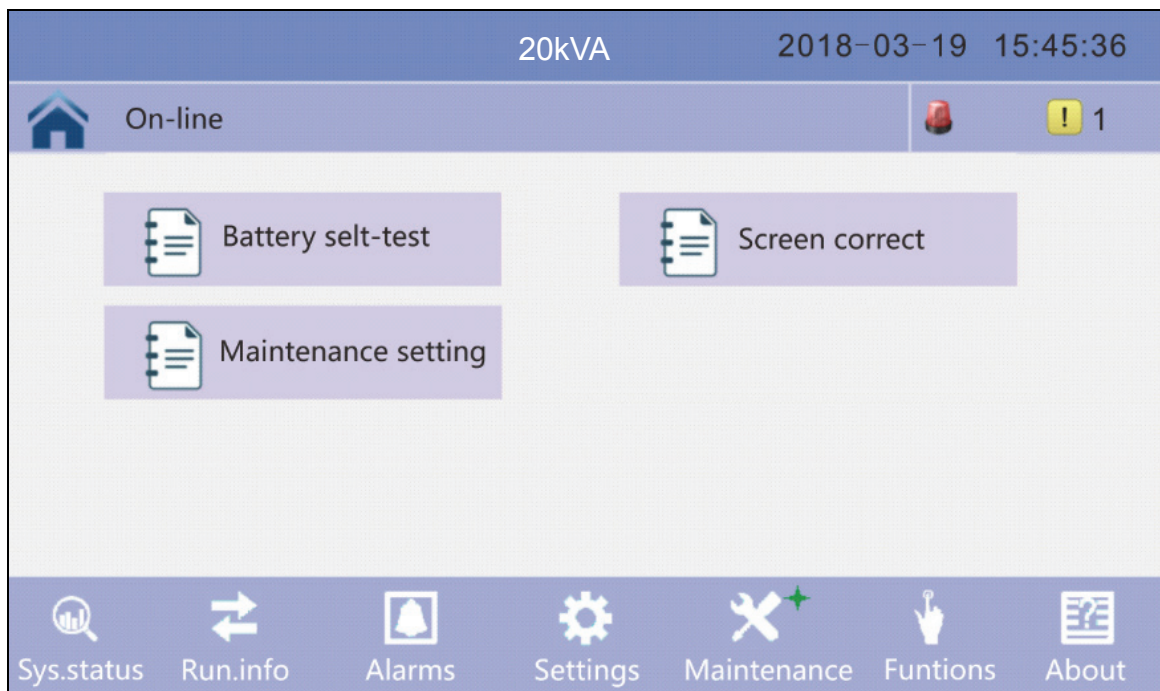 20kVA 2018-03-19 15:45:36
On-line ! 1
Battery selt-test Screen correct
Maintenance setting
Sys.status Run.info Alarms Settings Maintenance Funtions About